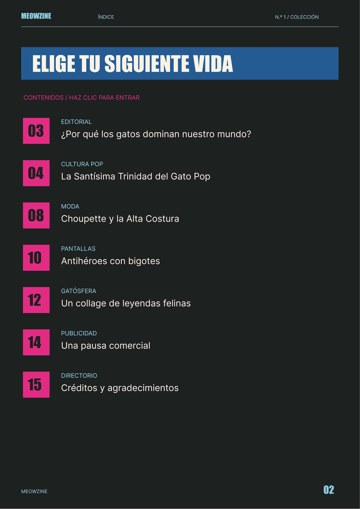 MEOWZINE ÍNDICE N.º 1 / COLECCIÓN
ELIGE TU SIGUIENTE VIDA
CONTENIDOS / HAZ CLIC PARA ENTRAR
03
EDITORIAL
¿Por qué los gatos dominan nuestro mundo?
04
CULTURA POP
La Santísima Trinidad del Gato Pop
08
MODA
Choupette y la Alta Costura
10
PANTALLAS
Antihéroes con bigotes
12
GATÓSFERA
Un collage de leyendas felinas
14
PUBLICIDAD
Una pausa comercial
15
DIRECTORIO
Créditos y agradecimientos
MEOWZINE 02